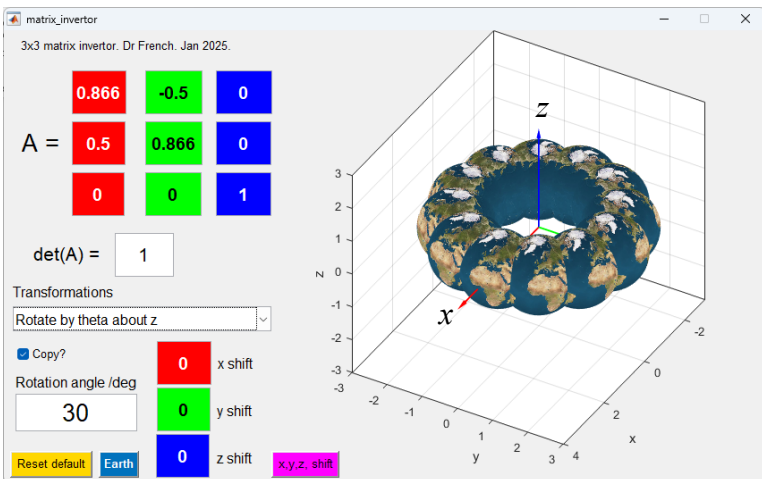 matrix_invertor
3x3 matrix invertor. Dr French. Jan 2025.
A =
0.866 -0.5 0
0.5 0.866 0
0 0 1
det(A) = 1
Transformations
Rotate by theta about z
Copy?
Rotation angle /deg
30
0 x shift
0 y shift
0 z shift
Reset default Earth x,y,z, shift
z
x
z
3
2
1
0
-1
-2
-3
-3 -2 -1 0 1 2 3
y
4 2 0 -2
x